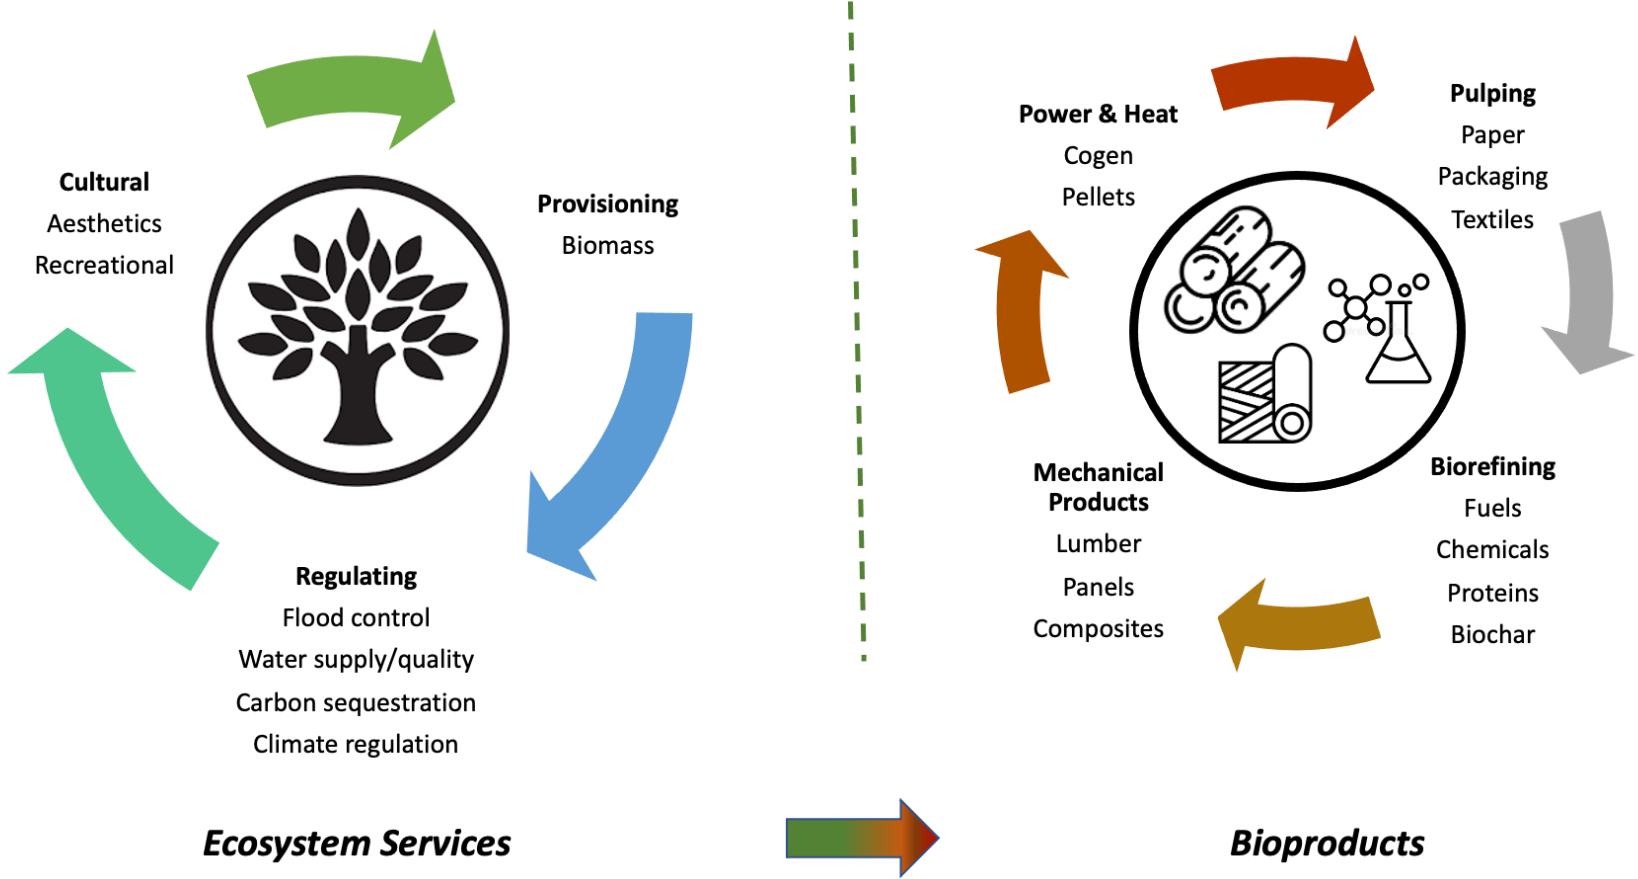 Cultural
Aesthetics
Recreational
Provisioning
Biomass
Regulating
Flood control
Water supply/quality
Carbon sequestration
Climate regulation
Ecosystem Services
Power & Heat
Cogen
Pellets
Pulping
Paper
Packaging
Textiles
Biorefining
Fuels
Chemicals
Proteins
Biochar
Mechanical
Products
Lumber
Panels
Composites
Bioproducts